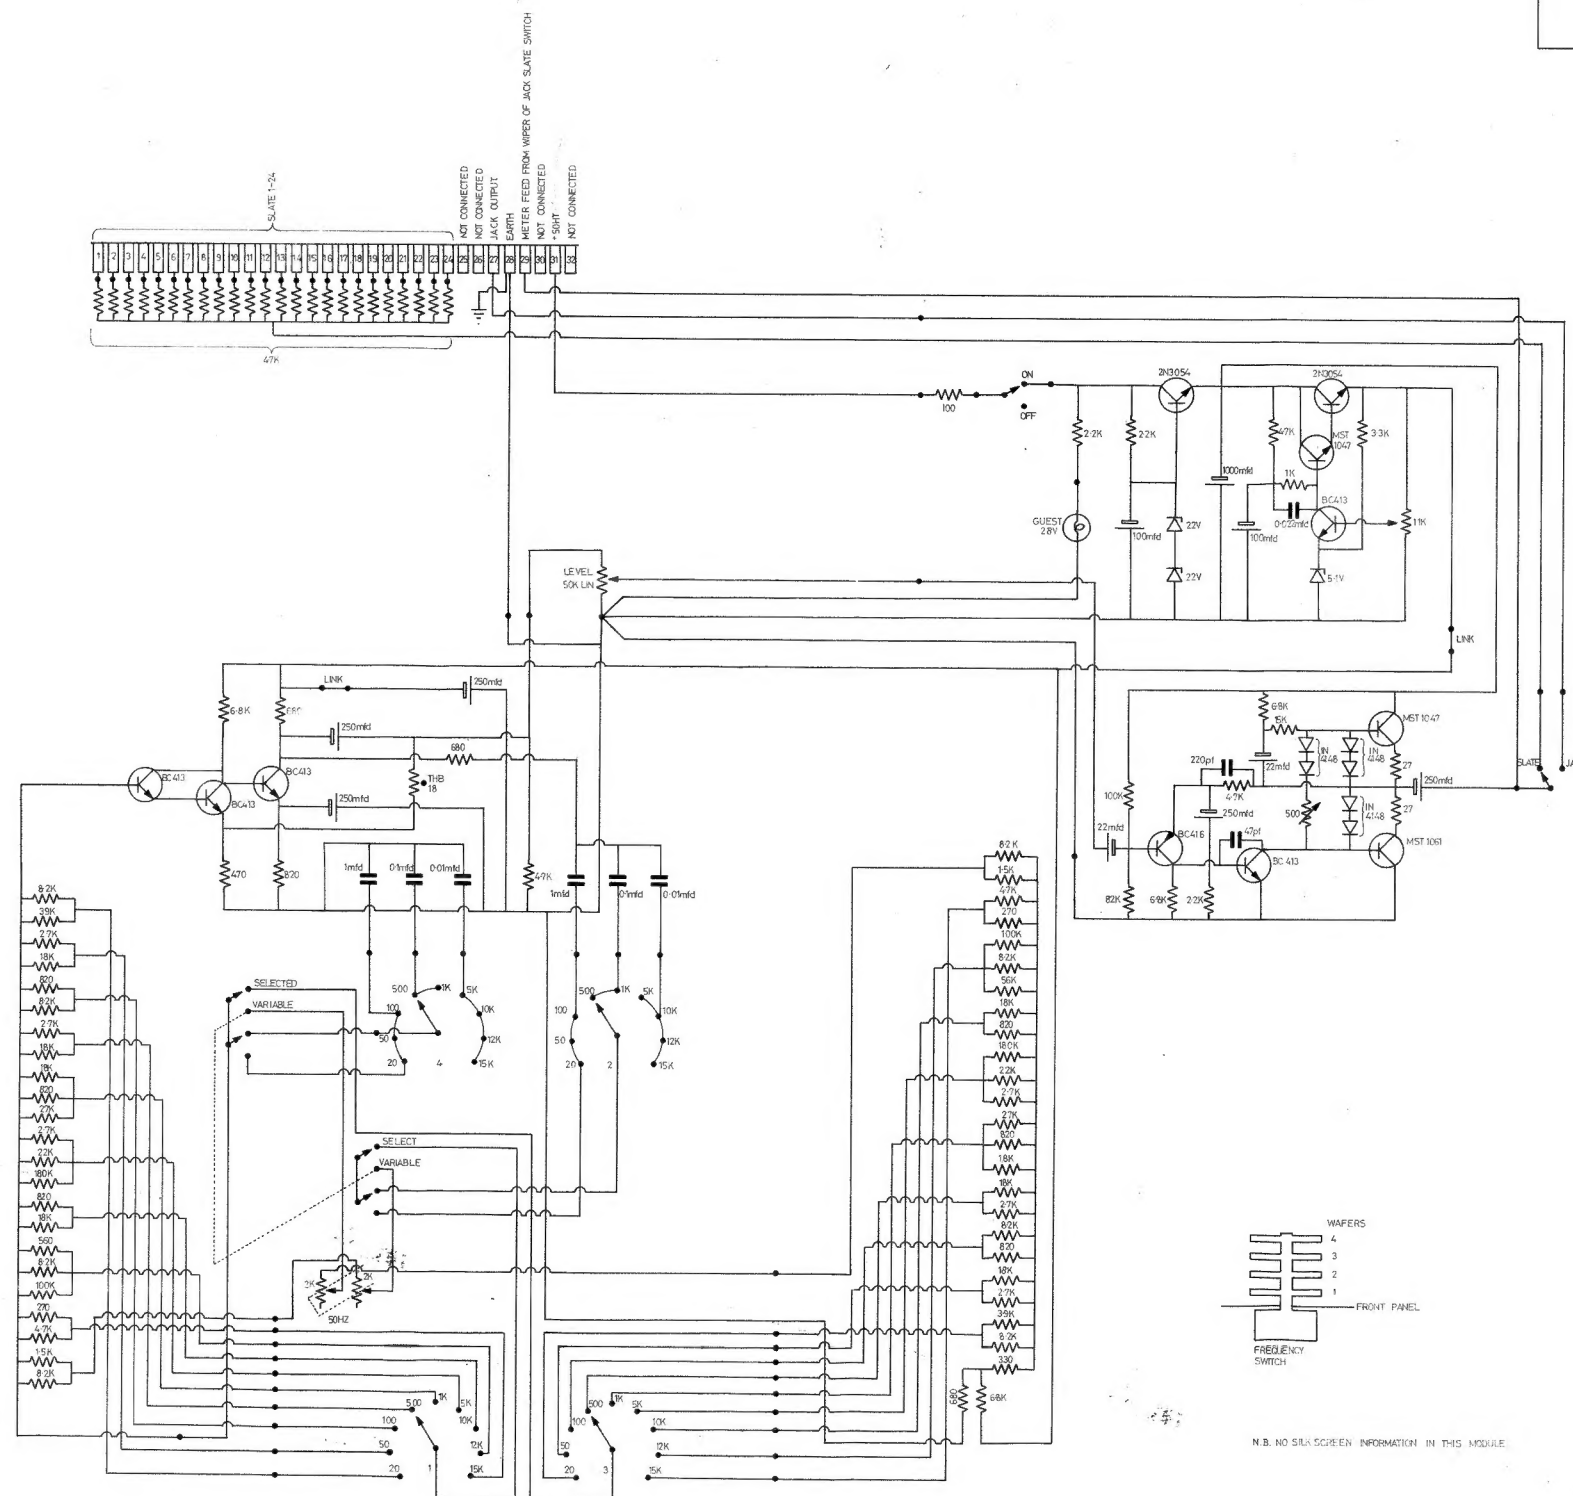 SLATE 1-24
NOT CONNECTED
NOT CONNECTED
JACK OUTPUT
EARTH
METER FEED FROM WIPER OF JACK SLATE SWITCH
NOT CONNECTED
+50HT
NOT CONNECTED
1 2 3 4 5 6 7 8 9 10 11 12 13 14 15 16 17 18 19 20 21 22 23 24 25 26 27 28 29 30 31 32
47K
ON
OFF
100
2N3054
2N3054
2·2K
2·2K
47K
MST 1047
3·3K
1000mfd
1K
BC413
0·022mfd
1K
GUEST 28V
100mfd
22V
100mfd
22V
5·1V
LEVEL
50K LIN
LINK
LINK
250mfd
6·8K
680
250mfd
680
BC413
BC413
BC413
THB 18
250mfd
470
820
1mfd
0·1mfd
0·01mfd
4·7K
1mfd
0·1mfd
0·01mfd
6·8K
15K
MST 1047
220pf
22mfd
IN 4148
IN 4148
27
SLATE
250mfd
100K
4·7K
250mfd
500
IN 4148
27
22mfd
BC416
47pf
BC 413
MST 1061
82K
6·8K
2·2K
8·2K
39K
2·7K
18K
820
8·2K
2·7K
18K
18K
820
27K
2·7K
22K
180K
820
18K
560
8·2K
100K
270
4·7K
1·5K
8·2K
8·2K
1·5K
4·7K
270
100K
8·2K
56K
18K
820
180K
22K
2·7K
27K
820
18K
18K
2·7K
8·2K
820
18K
2·7K
39K
8·2K
330
680
6·8K
SELECTED
VARIABLE
500
1K
5K
100
10K
50
12K
20
4
15K
500
1K
5K
100
10K
50
12K
20
2
15K
SELECT
VARIABLE
2K
2K
50HZ
500
1K
5K
100
10K
50
12K
20
1
15K
500
1K
5K
100
10K
50
12K
20
3
15K
WAFERS
4
3
2
1
FRONT PANEL
FREQUENCY
SWITCH
N.B. NO SILK SCREEN INFORMATION IN THIS MODULE